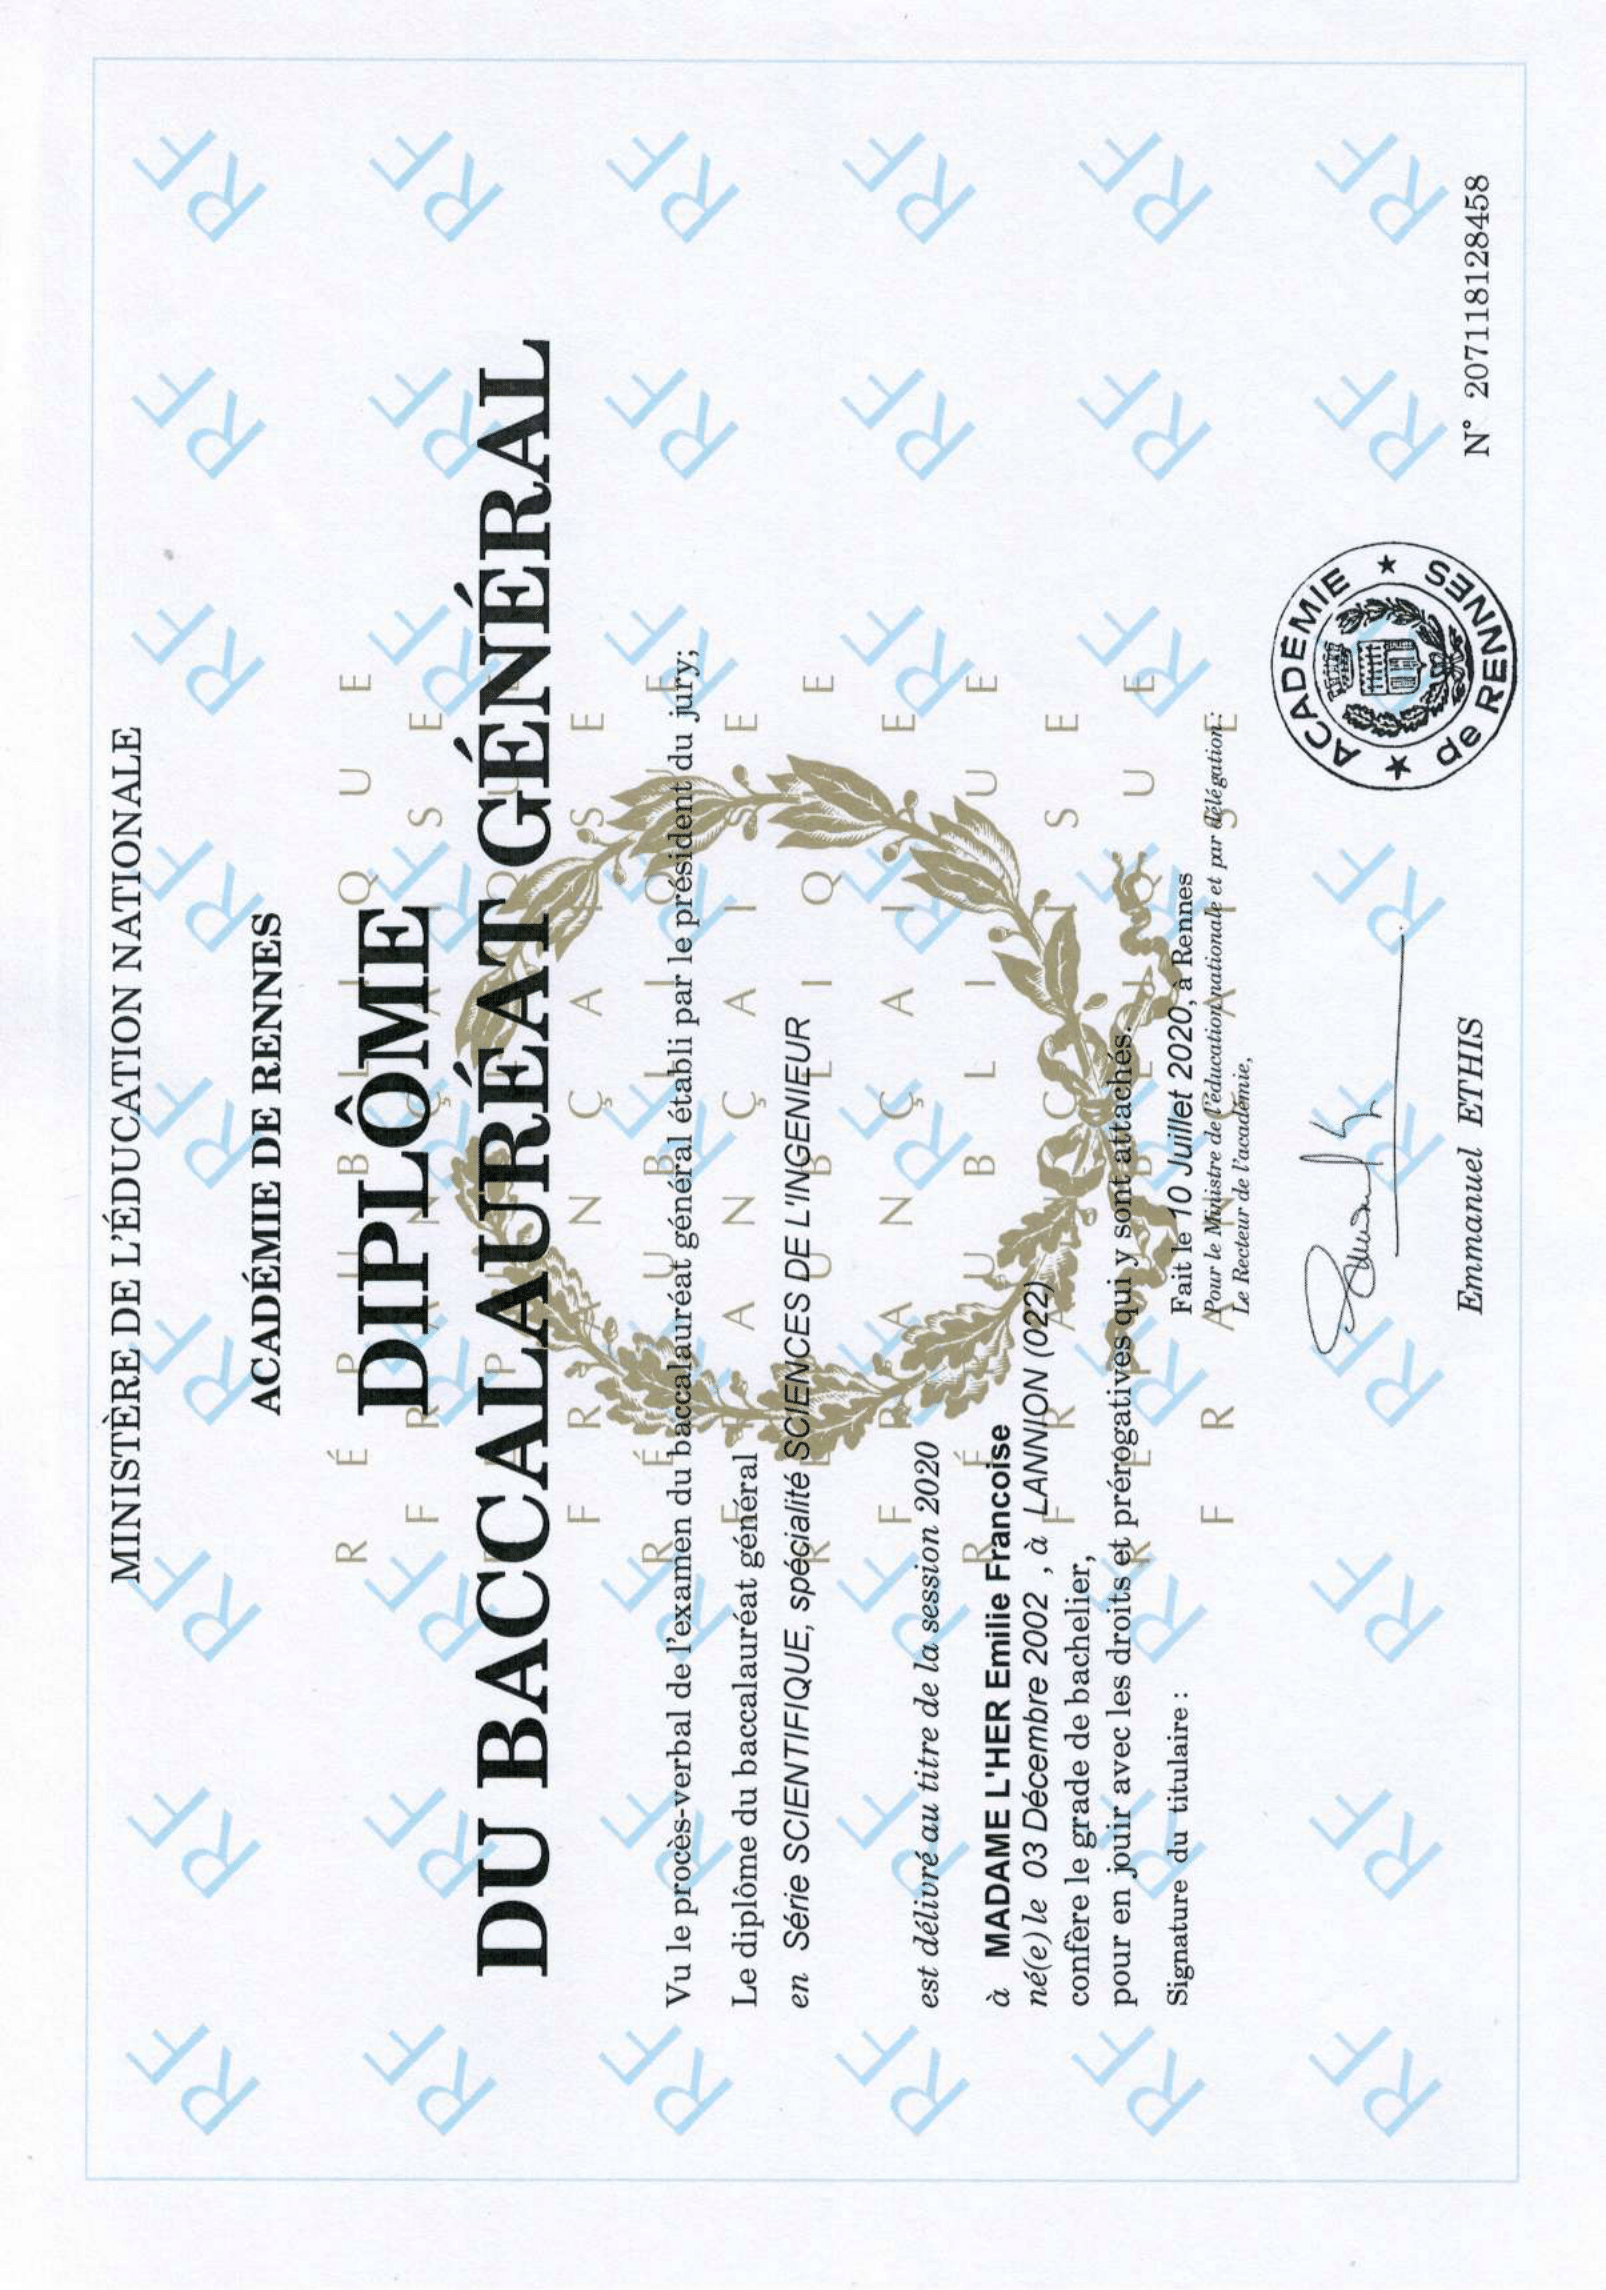 MINISTÈRE DE L'ÉDUCATION NATIONALE
ACADÉMIE DE RENNES
DIPLÔME
DU BACCALAURÉAT GÉNÉRAL
Vu le procès-verbal de l'examen du baccalauréat général établi par le président du jury;
Le diplôme du baccalauréat général
en Série SCIENTIFIQUE, spécialité SCIENCES DE L'INGENIEUR
est délivré au titre de la session 2020
à MADAME L'HER Emilie Francoise
né(e) le 03 Décembre 2002 , à LANNION (022)
confère le grade de bachelier,
pour en jouir avec les droits et prérogatives qui y sont attachés.
Fait le 10 Juillet 2020, à Rennes
Signature du titulaire :
Pour le Ministre de l'éducation nationale et par délégation :
Le Recteur de l'académie,
ACADÉMIE de RENNES
Emmanuel ETHIS
N° 207118128458
RÉPUBLIQUE
FRANÇAISE
RF